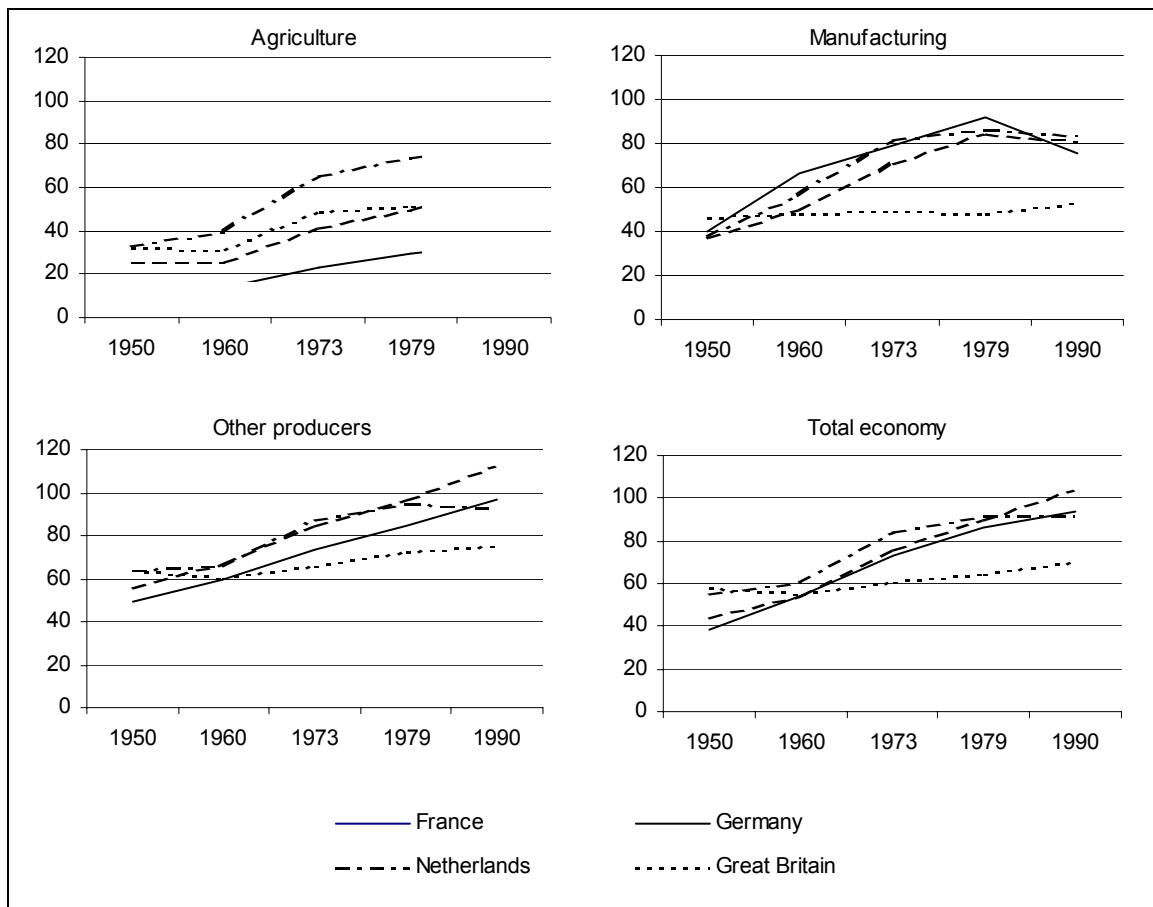 Agriculture
120
100
80
60
40
20
0
1950 1960 1973 1979 1990
Manufacturing
120
100
80
60
40
20
0
1950 1960 1973 1979 1990
Other producers
120
100
80
60
40
20
0
1950 1960 1973 1979 1990
Total economy
120
100
80
60
40
20
0
1950 1960 1973 1979 1990
France Germany
Netherlands Great Britain